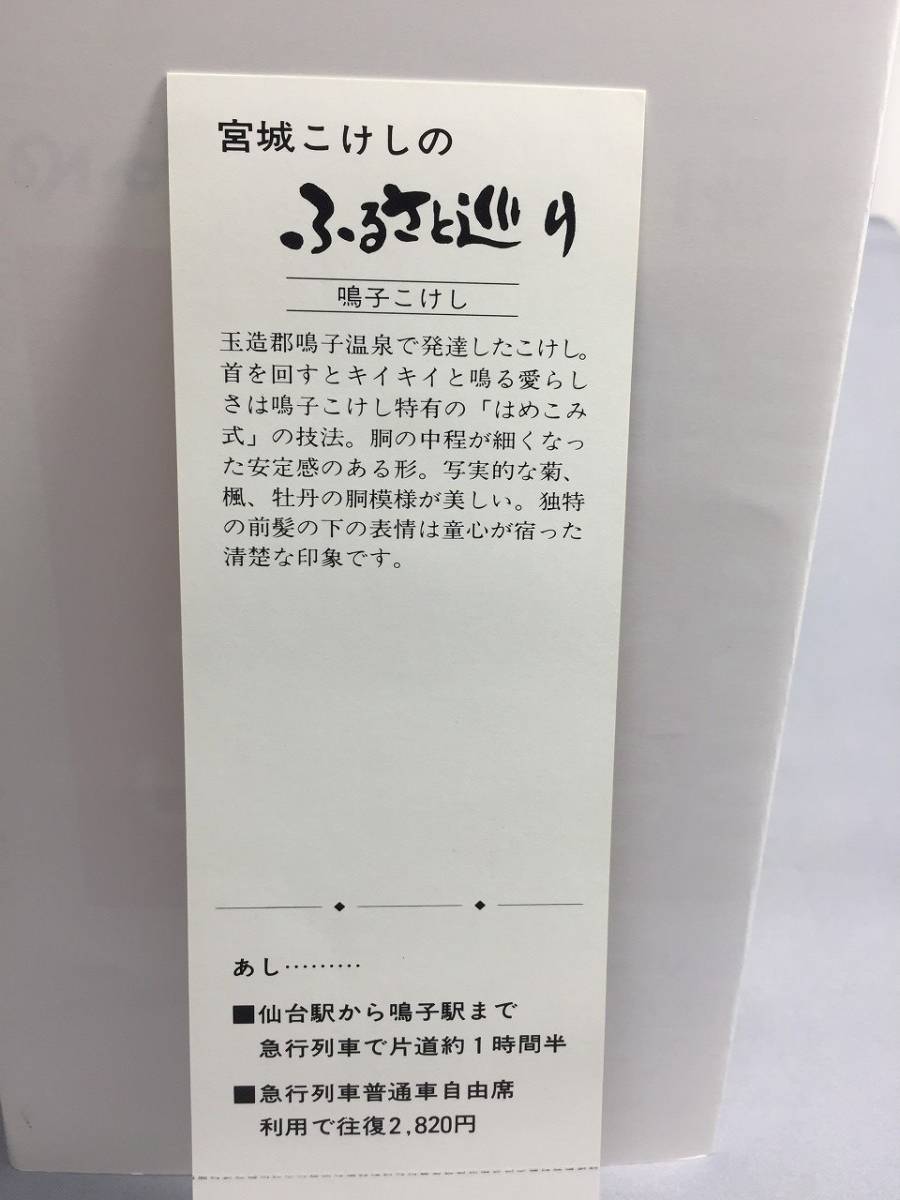 宮城こけしの
ふるさと巡り
鳴子こけし
玉造郡鳴子温泉で発達したこけし。
首を回すとキイキイと鳴る愛らし
さは鳴子こけし特有の「はめこみ
式」の技法。胴の中程が細くなっ
た安定感のある形。写実的な菊、
楓、牡丹の胴模様が美しい。独特
の前髪の下の表情は童心が宿った
清楚な印象です。
あし………
■仙台駅から鳴子駅まで
急行列車で片道約1時間半
■急行列車普通車自由席
利用で往復2,820円